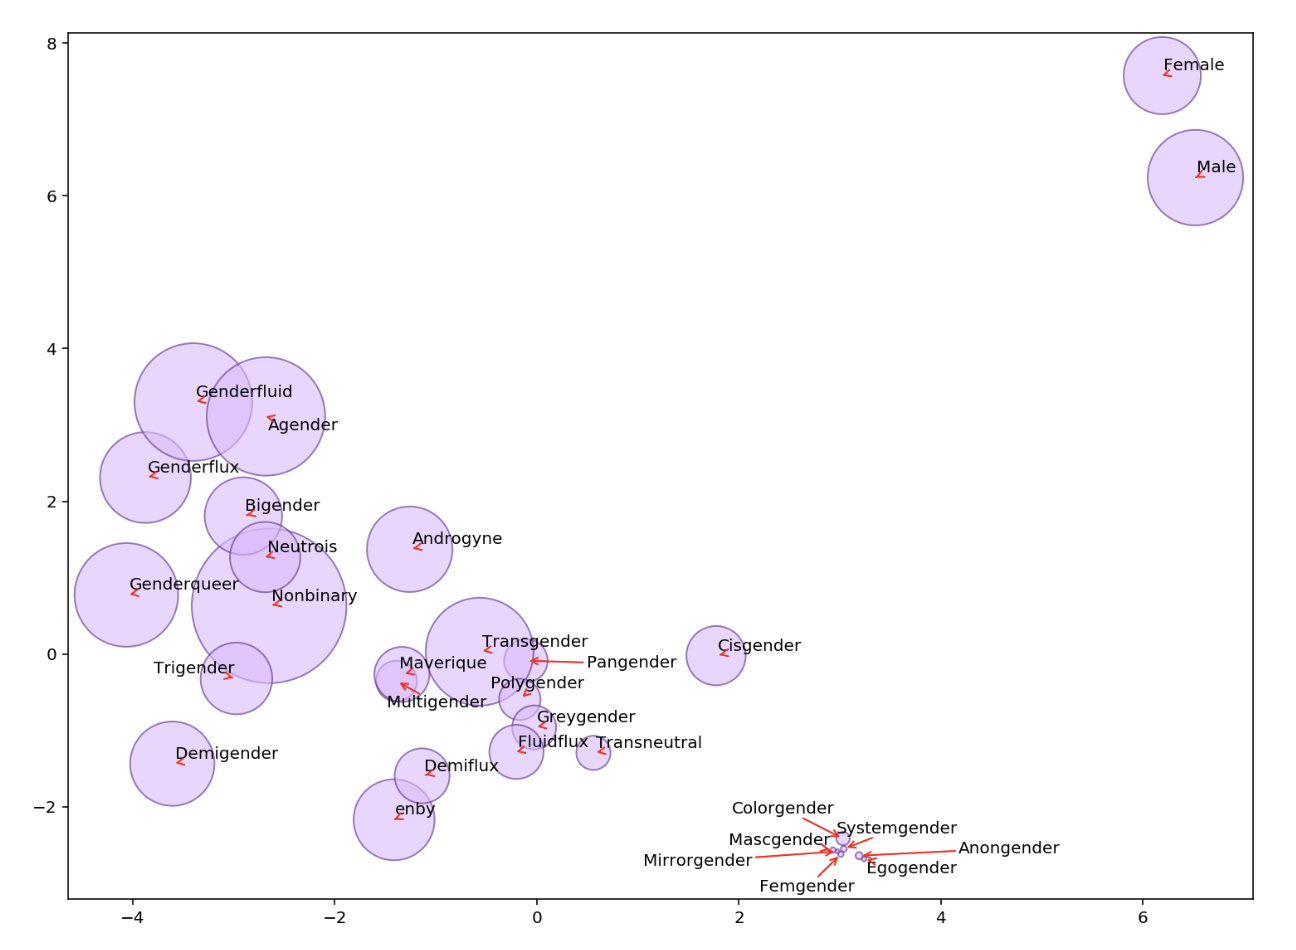 8
Female
Male
6
4
Genderfluid
Agender
Genderflux
2
Bigender
Androgyne
Neutrois
Genderqueer
Nonbinary
0
Transgender
Cisgender
Maverique
Pangender
Trigender
Polygender
Multigender
Greygender
Fluidflux
Transneutral
Demigender
Demiflux
−2
enby
Colorgender
Systemgender
Mascgender
Anongender
Mirrorgender
Egogender
Femgender
−4
−2
0
2
4
6